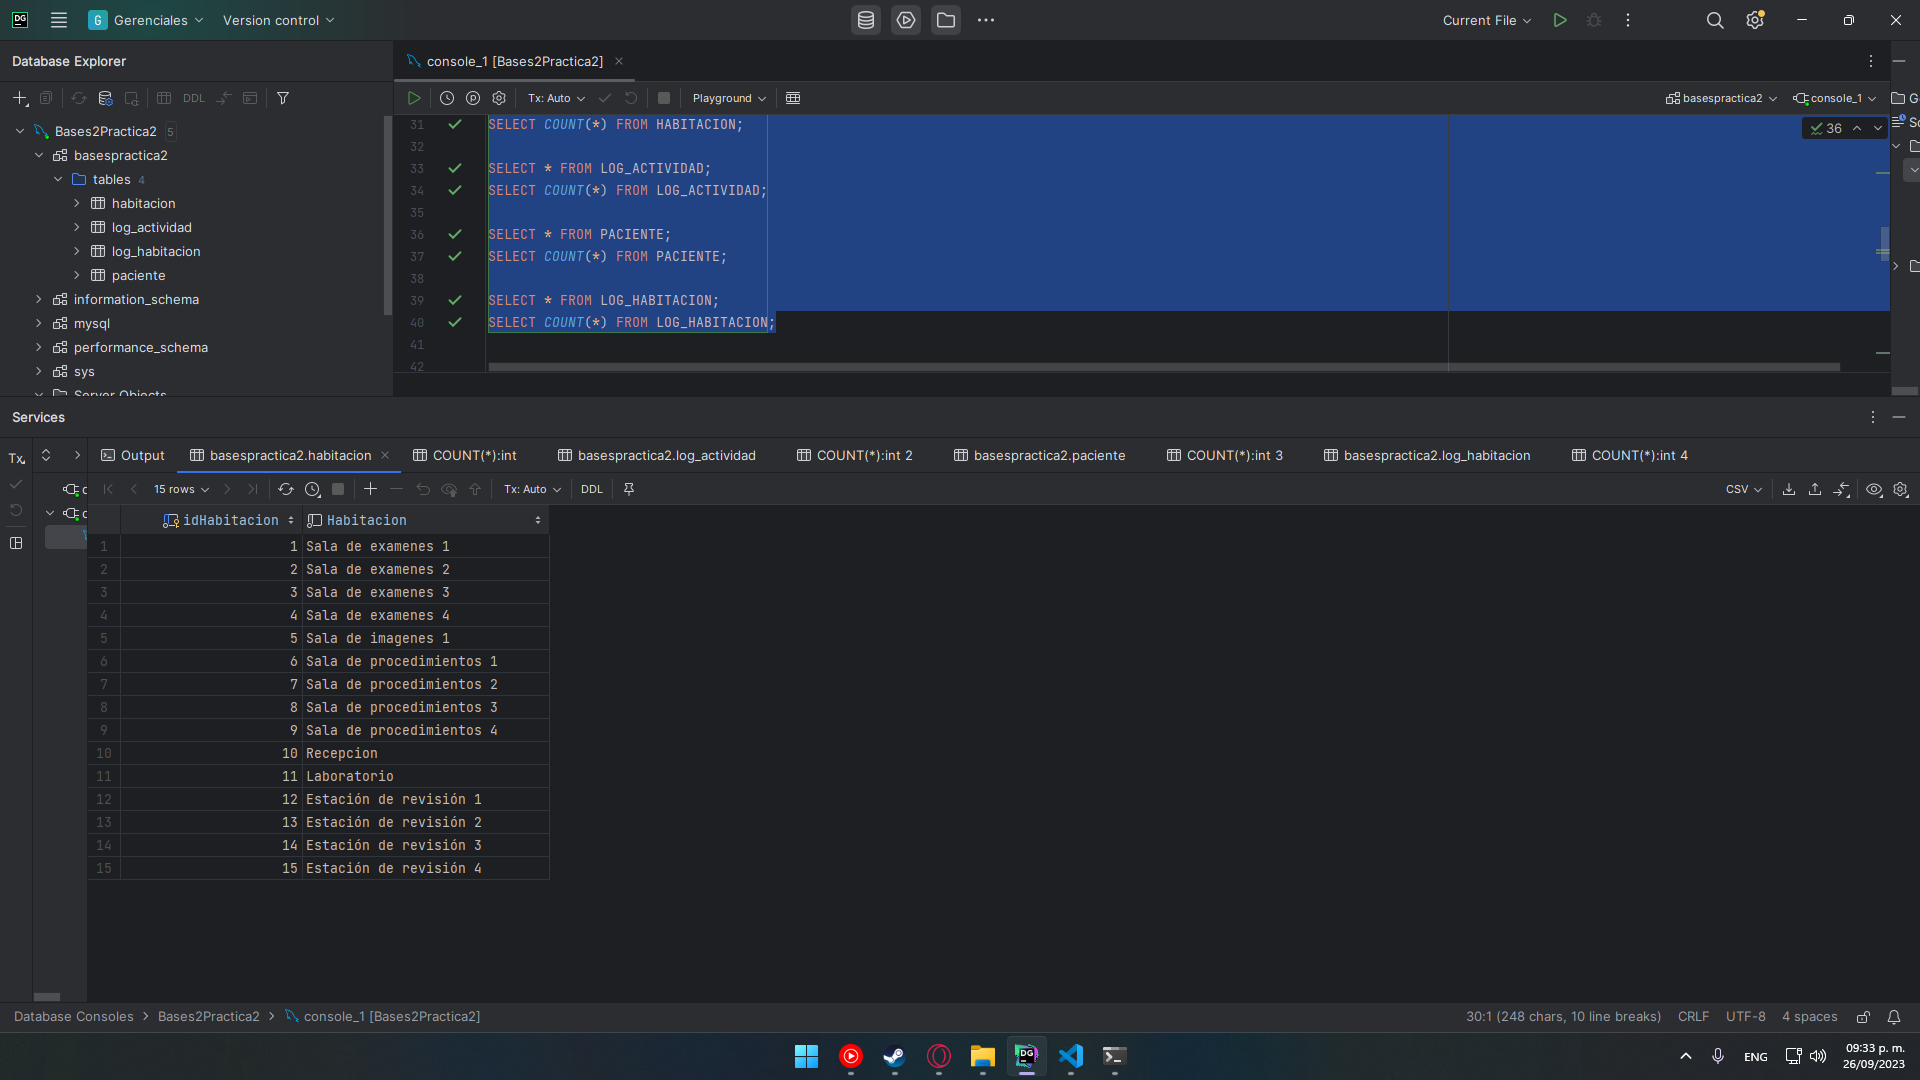 DG
G Gerenciales
Version control
Current File
Database Explorer
console_1 [Bases2Practica2]
DDL
Tx: Auto
Playground
basespractica2
console_1
Bases2Practica2 5
basespractica2
tables 4
habitacion
log_actividad
log_habitacion
paciente
information_schema
mysql
performance_schema
sys
Server Objects
36
31 SELECT COUNT(*) FROM HABITACION;
32
33 SELECT * FROM LOG_ACTIVIDAD;
34 SELECT COUNT(*) FROM LOG_ACTIVIDAD;
35
36 SELECT * FROM PACIENTE;
37 SELECT COUNT(*) FROM PACIENTE;
38
39 SELECT * FROM LOG_HABITACION;
40 SELECT COUNT(*) FROM LOG_HABITACION;
41
42
Services
Tx
Output
basespractica2.habitacion
COUNT(*):int
basespractica2.log_actividad
COUNT(*):int 2
basespractica2.paciente
COUNT(*):int 3
basespractica2.log_habitacion
COUNT(*):int 4
15 rows
Tx: Auto
DDL
CSV
idHabitacion Habitacion
1 1 Sala de examenes 1
2 2 Sala de examenes 2
3 3 Sala de examenes 3
4 4 Sala de examenes 4
5 5 Sala de imagenes 1
6 6 Sala de procedimientos 1
7 7 Sala de procedimientos 2
8 8 Sala de procedimientos 3
9 9 Sala de procedimientos 4
10 10 Recepcion
11 11 Laboratorio
12 12 Estación de revisión 1
13 13 Estación de revisión 2
14 14 Estación de revisión 3
15 15 Estación de revisión 4
Database Consoles > Bases2Practica2 > console_1 [Bases2Practica2]
30:1 (248 chars, 10 line breaks)
CRLF
UTF-8
4 spaces
DG
ENG
09:33 p. m.
26/09/2023